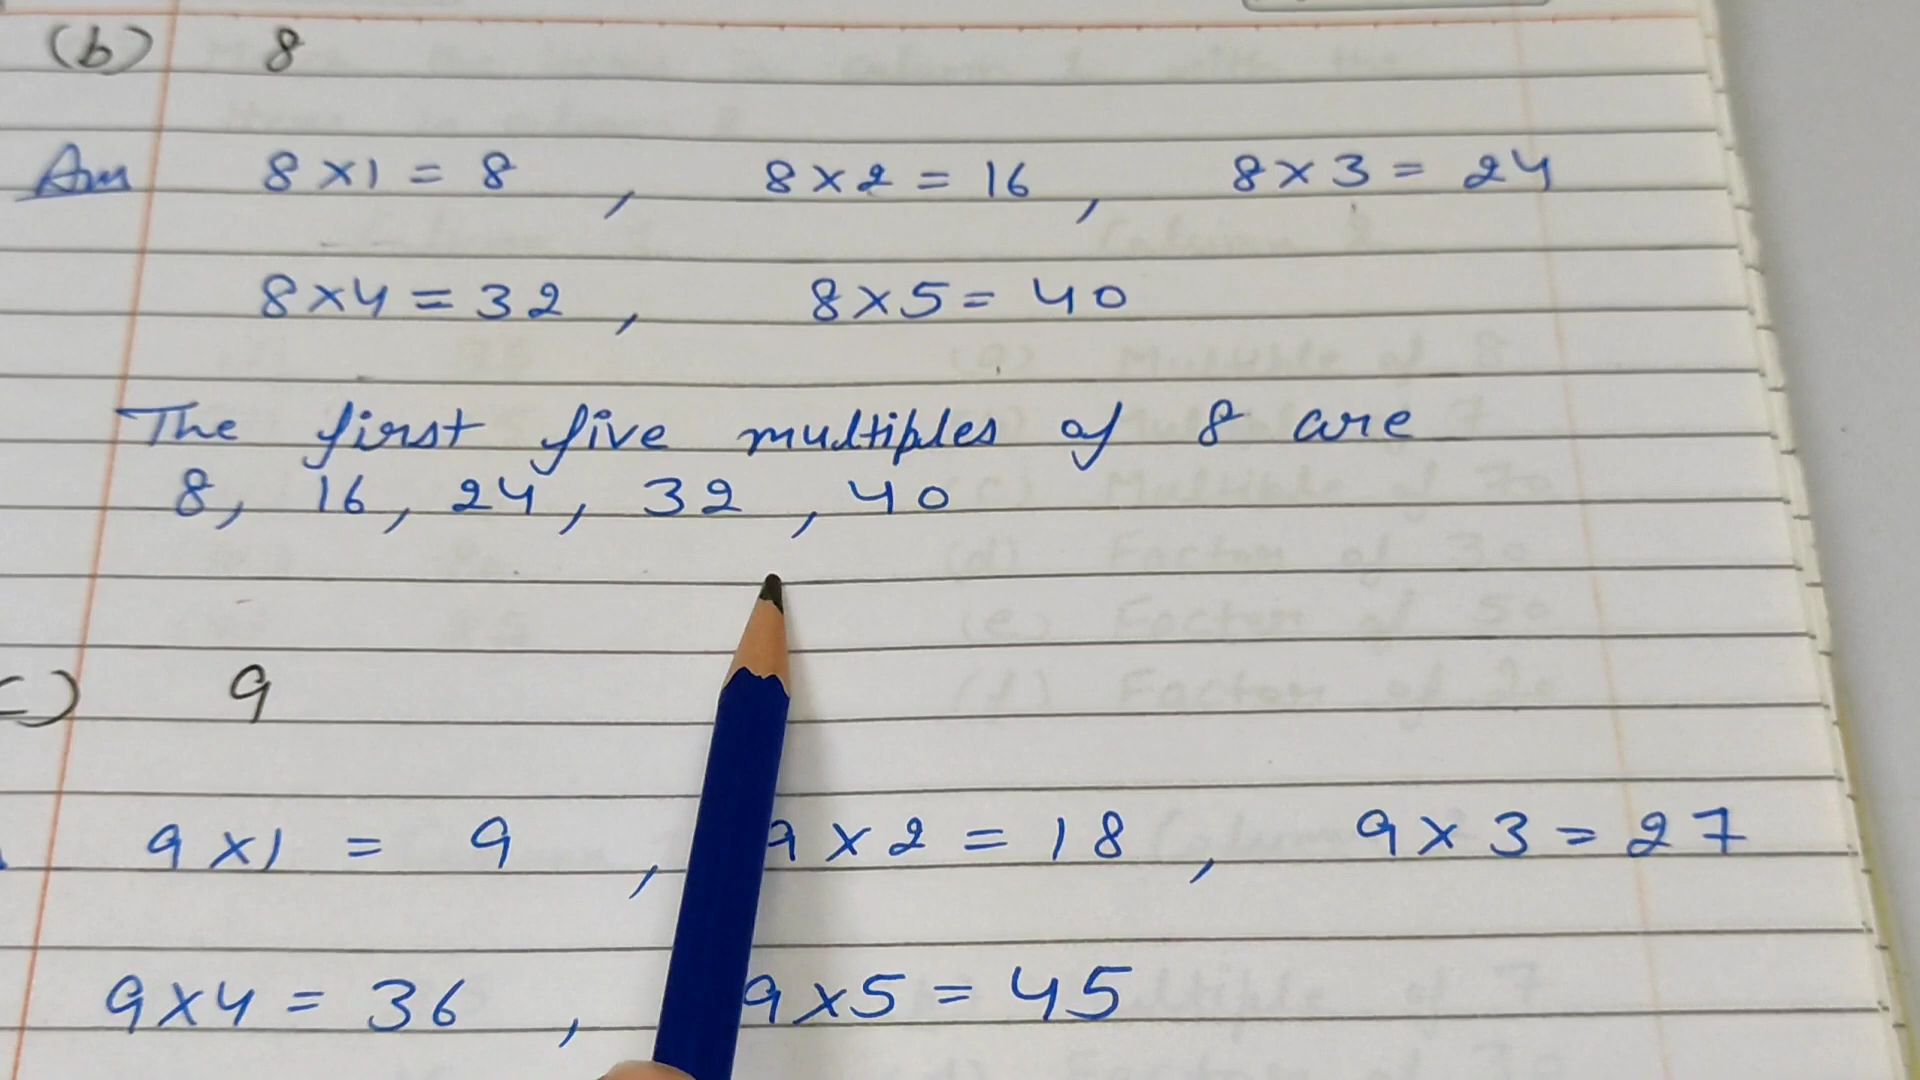 (b) 8
Ans 8×1 = 8 , 8×2 = 16 , 8×3 = 24
8×4 = 32 , 8×5 = 40
The first five multiples of 8 are
8, 16, 24, 32, 40
c) 9
9×1 = 9 , 9×2 = 18 , 9×3 = 27
9×4 = 36 , 9×5 = 45